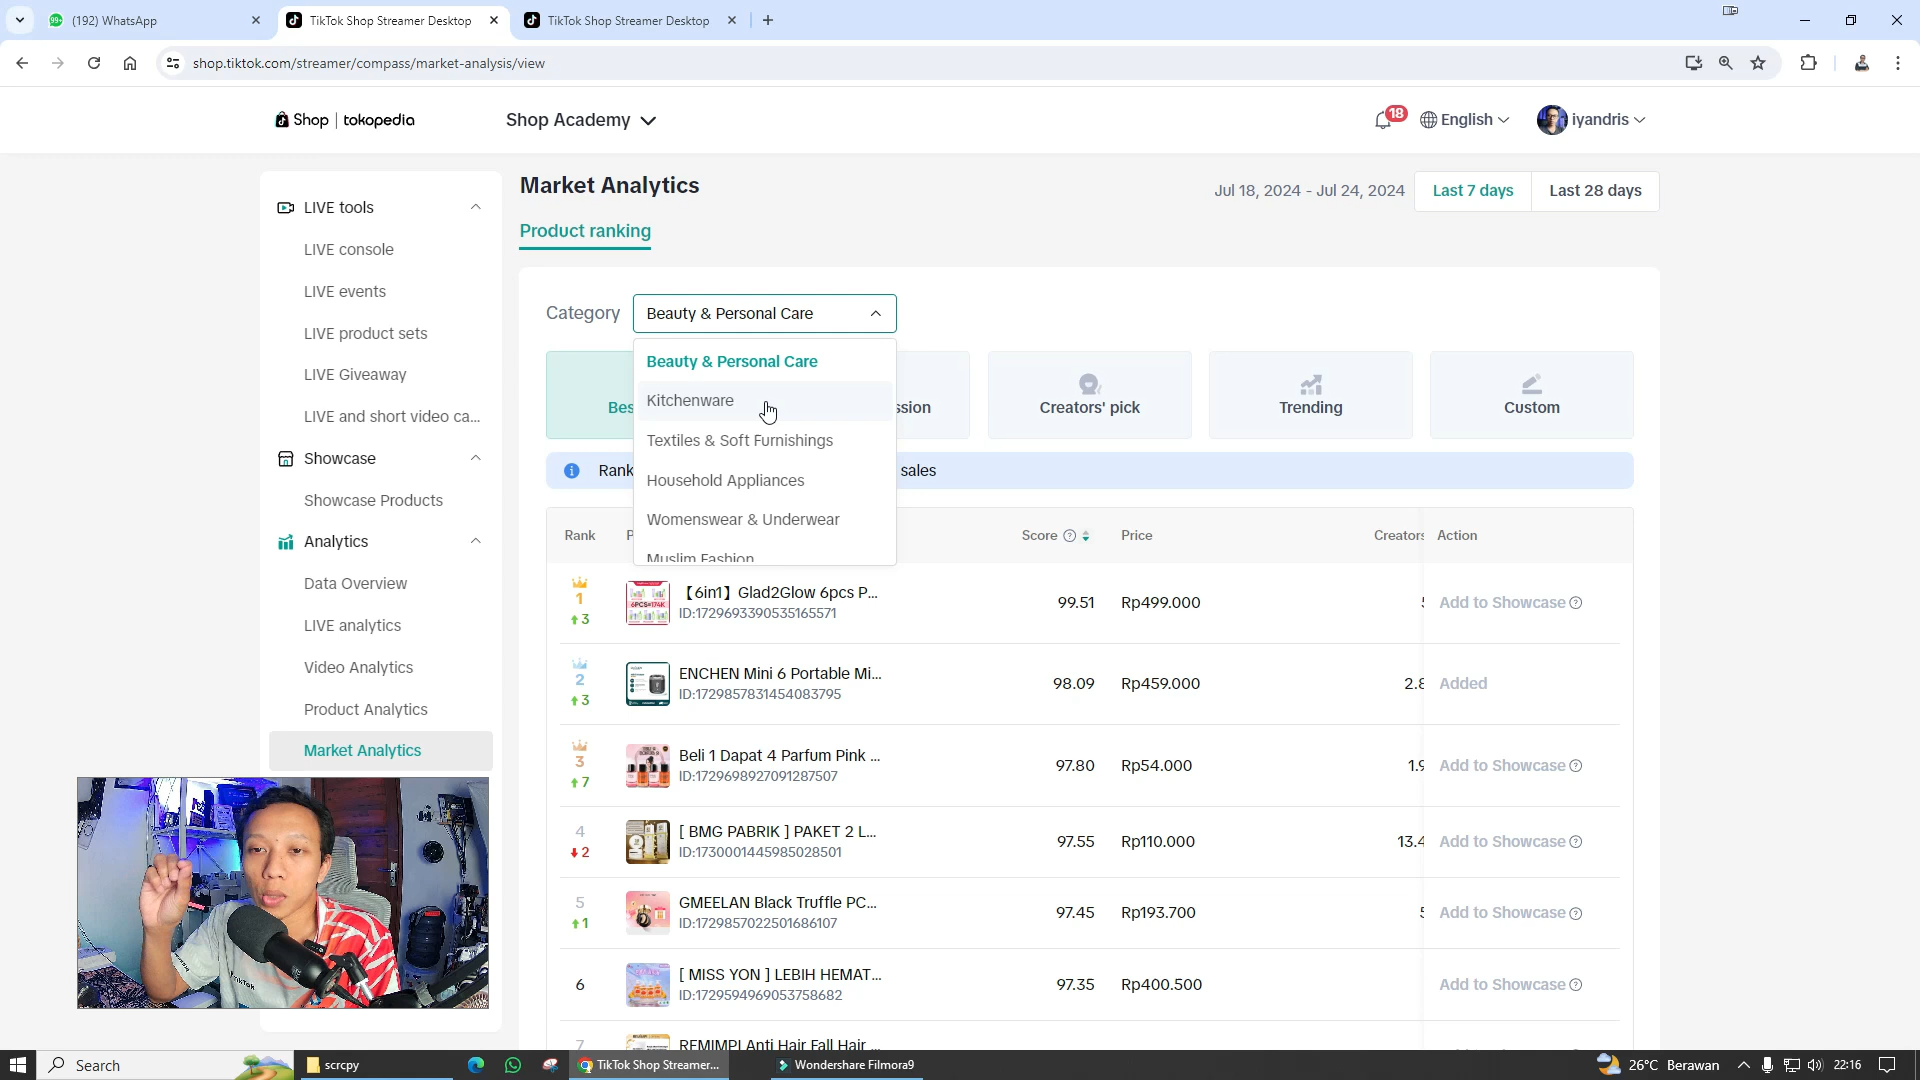 (192) WhatsApp
TikTok Shop Streamer Desktop
TikTok Shop Streamer Desktop
shop.tiktok.com/streamer/compass/market-analysis/view
Shop | tokopedia
Shop Academy
18
English
iyandris
LIVE tools
LIVE console
LIVE events
LIVE product sets
LIVE Giveaway
LIVE and short video ca...
Showcase
Showcase Products
Analytics
Data Overview
LIVE analytics
Video Analytics
Product Analytics
Market Analytics
Market Analytics
Jul 18, 2024 - Jul 24, 2024
Last 7 days
Last 28 days
Product ranking
Category
Beauty & Personal Care
Beauty & Personal Care
Kitchenware
Textiles & Soft Furnishings
Household Appliances
Womenswear & Underwear
Muslim Fashion
Creators' pick
Trending
Custom
sales
Rank
Score
Price
Creators
Action
1
3
【6in1】Glad2Glow 6pcs P...
ID:1729693390535165571
99.51
Rp499.000
Add to Showcase
2
3
ENCHEN Mini 6 Portable Mi...
ID:1729857831454083795
98.09
Rp459.000
Added
3
7
Beli 1 Dapat 4 Parfum Pink ...
ID:1729698927091287507
97.80
Rp54.000
Add to Showcase
4
2
[ BMG PABRIK ] PAKET 2 L...
ID:1730001445985028501
97.55
Rp110.000
13.4
Add to Showcase
5
1
GMEELAN Black Truffle PC...
ID:1729857022501686107
97.45
Rp193.700
Add to Showcase
6
[ MISS YON ] LEBIH HEMAT...
ID:1729594969053758682
97.35
Rp400.500
Add to Showcase
7
REMIMPI Anti Hair Fall Hair ...
Search
scrcpy
TikTok Shop Streamer...
Wondershare Filmora9
26°C Berawan
22:16